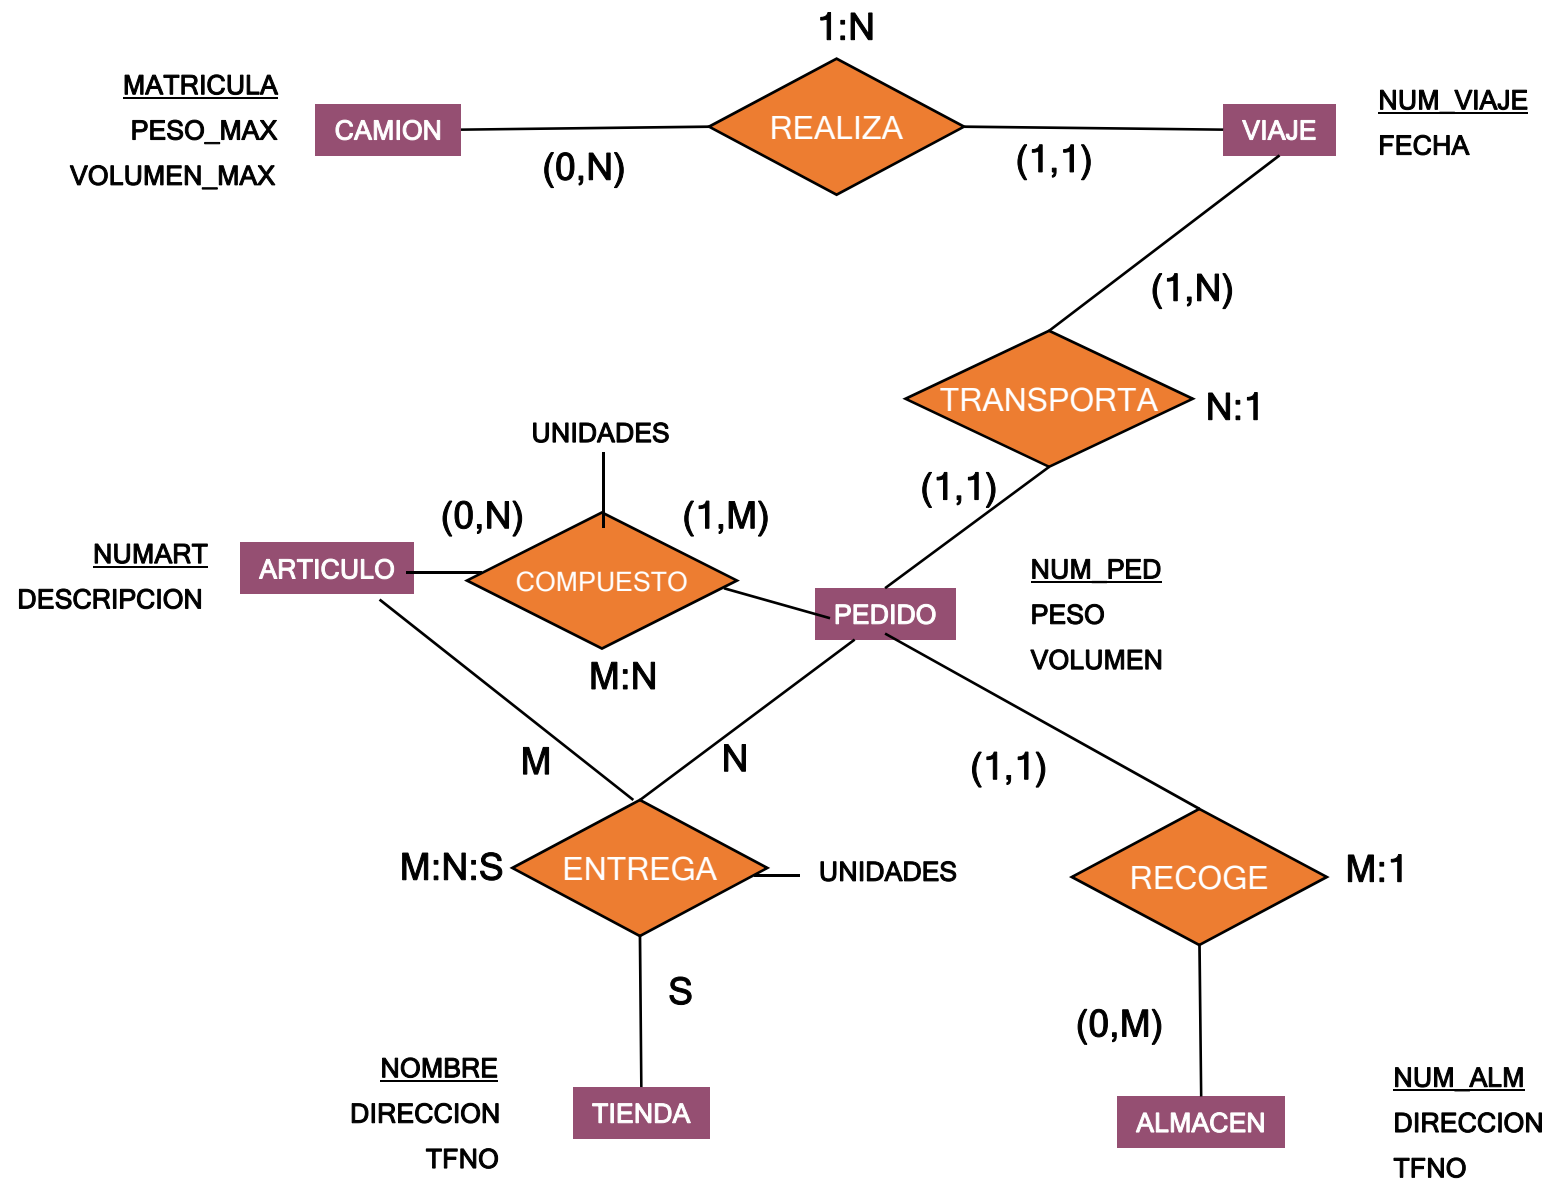 1:N
MATRICULA
PESO_MAX
VOLUMEN_MAX
CAMION
REALIZA
VIAJE
NUM_VIAJE
FECHA
(0,N)
(1,1)
(1,N)
TRANSPORTA
N:1
(1,1)
UNIDADES
(0,N)
(1,M)
NUMART
DESCRIPCION
ARTICULO
COMPUESTO
M:N
PEDIDO
NUM_PED
PESO
VOLUMEN
M
N
(1,1)
M:N:S
ENTREGA
UNIDADES
RECOGE
M:1
S
(0,M)
NOMBRE
DIRECCION
TFNO
TIENDA
ALMACEN
NUM_ALM
DIRECCION
TFNO